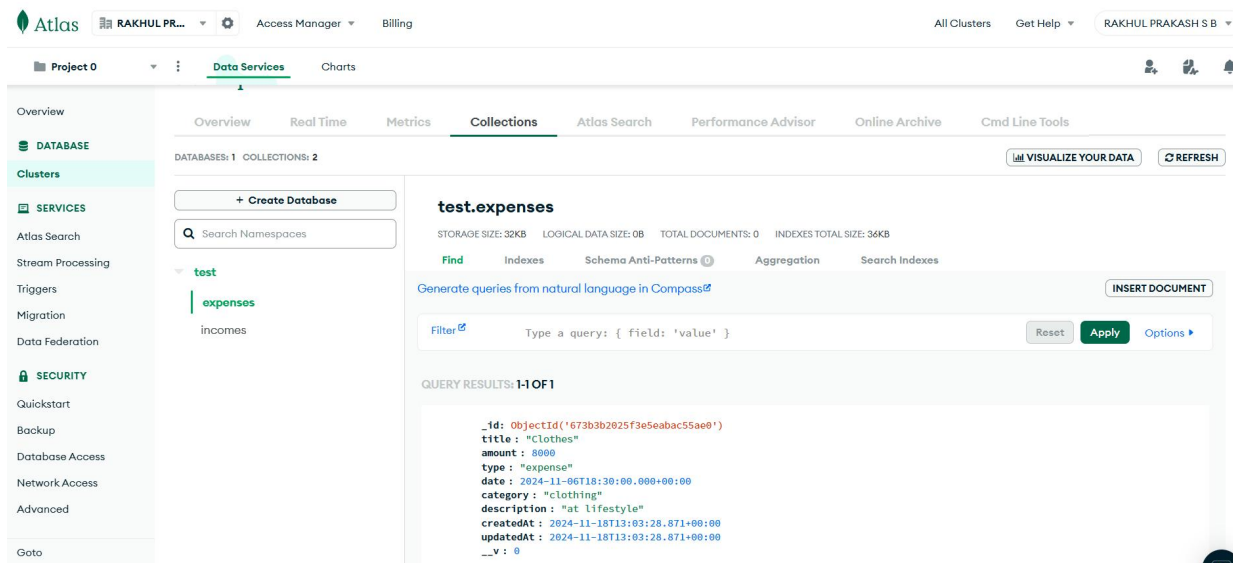 Atlas RAKHUL PR... Access Manager Billing All Clusters Get Help RAKHUL PRAKASH S B
Project 0 Data Services Charts
Overview
DATABASE
Clusters
SERVICES
Atlas Search
Stream Processing
Triggers
Migration
Data Federation
SECURITY
Quickstart
Backup
Database Access
Network Access
Advanced
Goto
Overview Real Time Metrics Collections Atlas Search Performance Advisor Online Archive Cmd Line Tools
DATABASES: 1 COLLECTIONS: 2 VISUALIZE YOUR DATA REFRESH
+ Create Database
Search Namespaces
test
expenses
incomes
test.expenses
STORAGE SIZE: 32KB LOGICAL DATA SIZE: 0B TOTAL DOCUMENTS: 0 INDEXES TOTAL SIZE: 36KB
Find Indexes Schema Anti-Patterns 0 Aggregation Search Indexes
Generate queries from natural language in Compass INSERT DOCUMENT
Filter Type a query: { field: 'value' } Reset Apply Options
QUERY RESULTS: 1-1 OF 1
_id: ObjectId('673b3b2025f3e5eabac55ae0')
title : "Clothes"
amount : 8000
type : "expense"
date : 2024-11-06T18:30:00.000+00:00
category : "clothing"
description : "at lifestyle"
createdAt : 2024-11-18T13:03:28.871+00:00
updatedAt : 2024-11-18T13:03:28.871+00:00
__v : 0